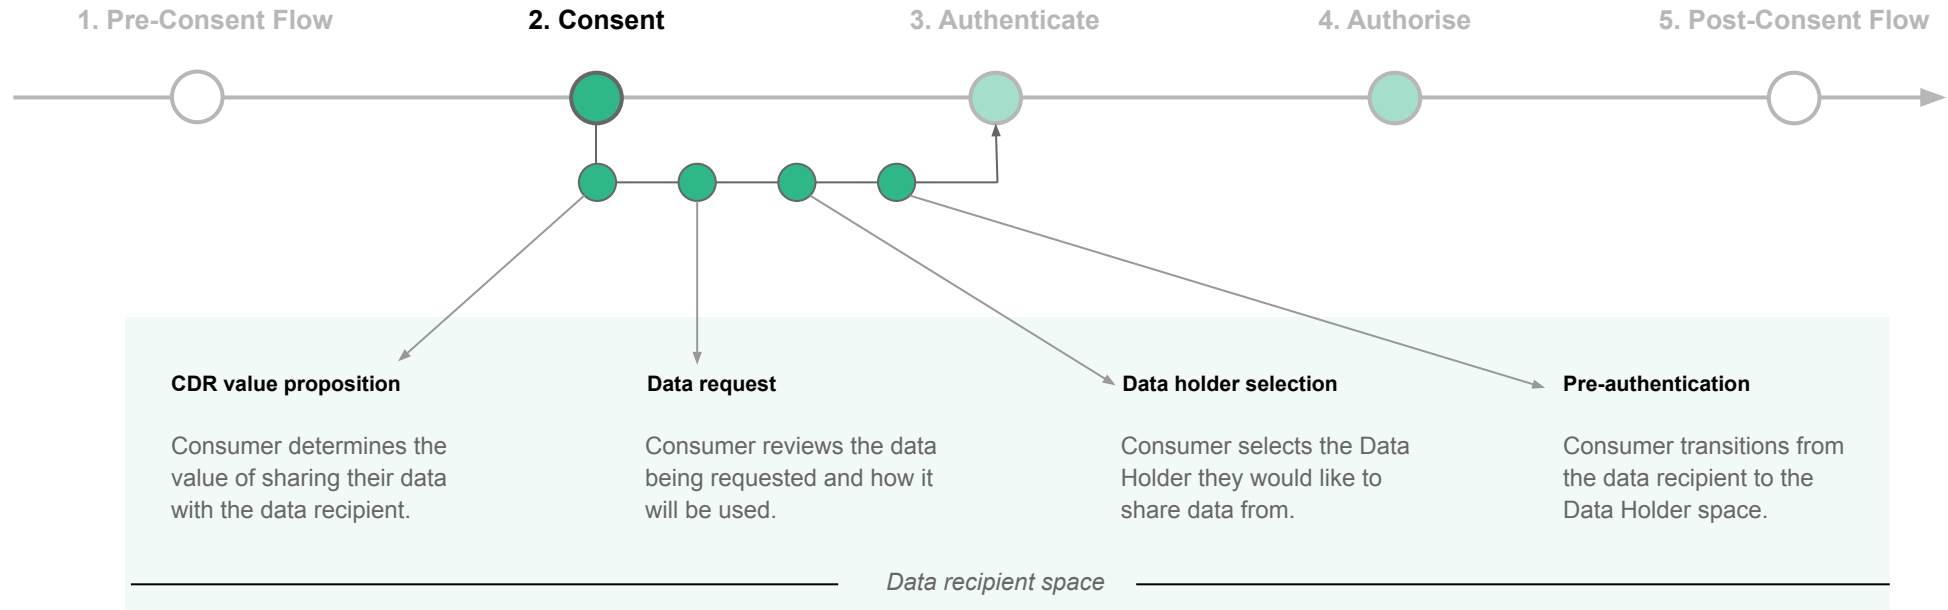 1. Pre-Consent Flow
2. Consent
3. Authenticate
4. Authorise
5. Post-Consent Flow
CDR value proposition
Consumer determines the
value of sharing their data
with the data recipient.
Data request
Consumer reviews the data
being requested and how it
will be used.
Data holder selection
Consumer selects the Data
Holder they would like to
share data from.
Pre-authentication
Consumer transitions from
the data recipient to the
Data Holder space.
Data recipient space